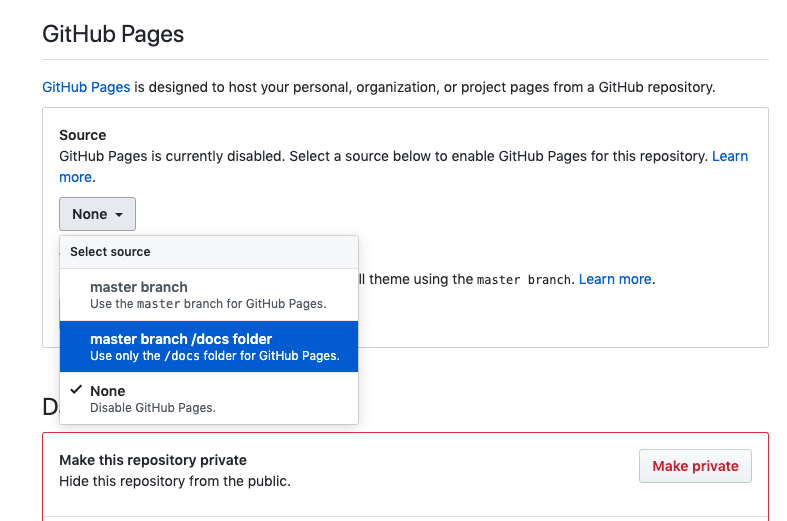 GitHub Pages
GitHub Pages is designed to host your personal, organization, or project pages from a GitHub repository.
Source
GitHub Pages is currently disabled. Select a source below to enable GitHub Pages for this repository. Learn
more.
None
Select source
master branch
Use the master branch for GitHub Pages.
ll theme using the master branch. Learn more.
master branch /docs folder
Use only the /docs folder for GitHub Pages.
None
Disable GitHub Pages.
D
Make this repository private
Hide this repository from the public.
Make private